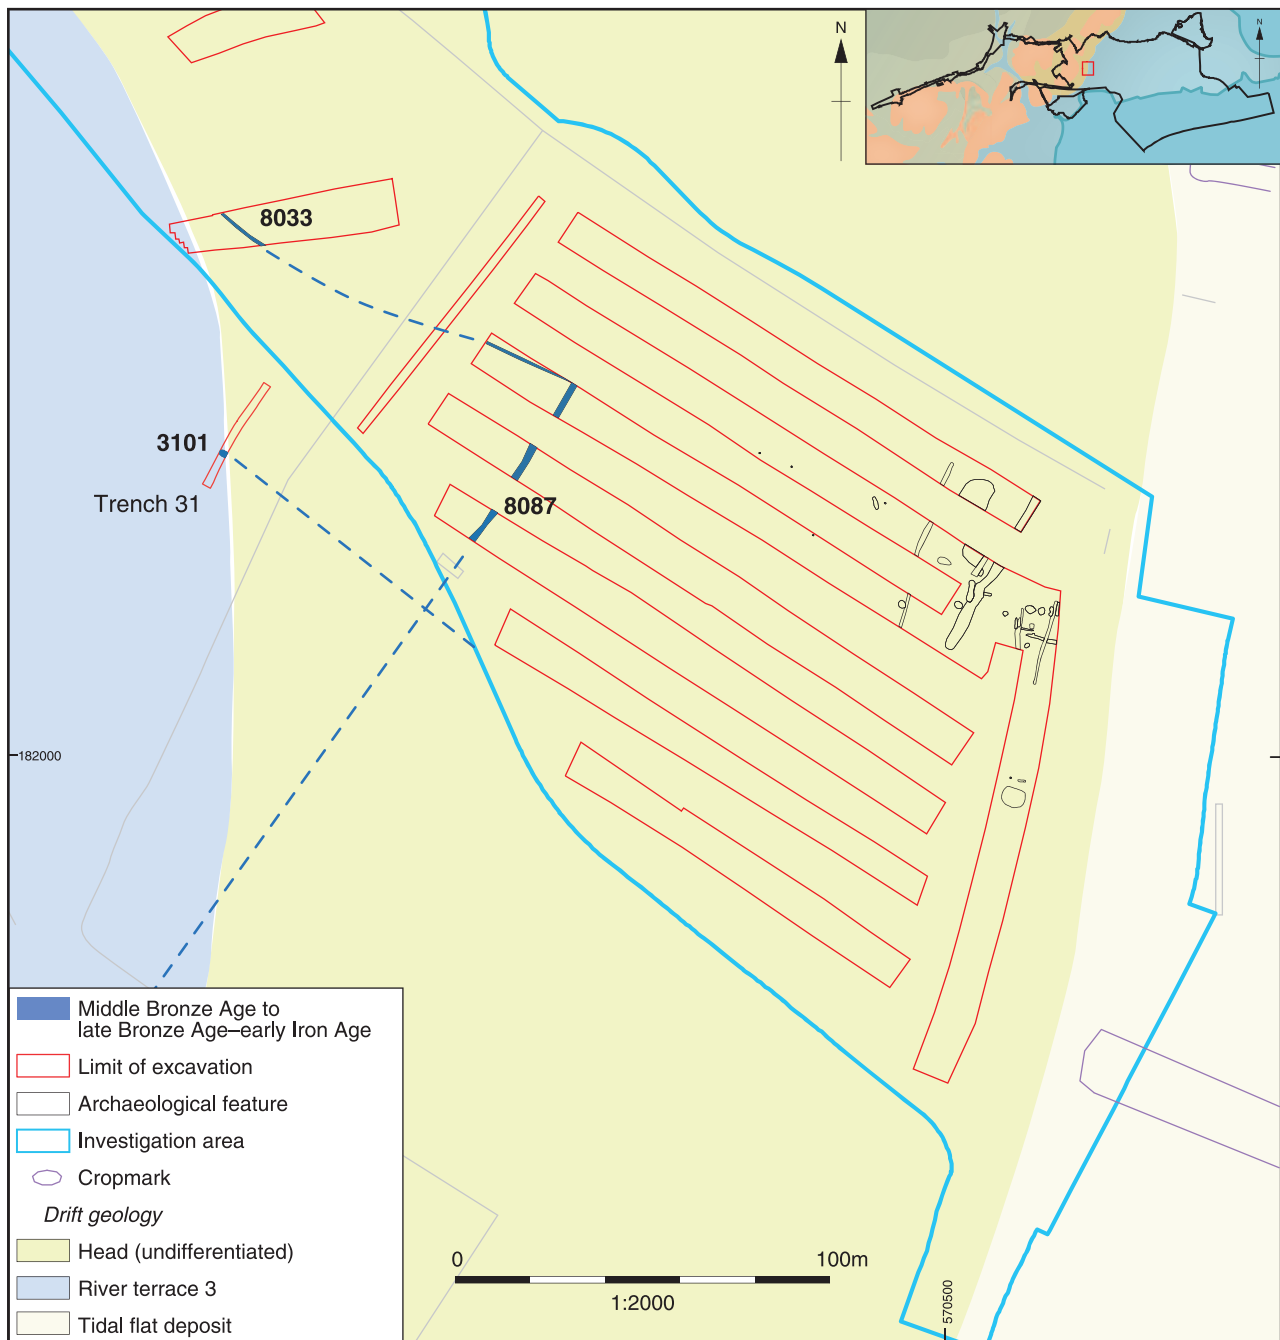 N
N
8033
3101
Trench 31
8087
182000
Middle Bronze Age to
late Bronze Age–early Iron Age
Limit of excavation
Archaeological feature
Investigation area
Cropmark
Drift geology
Head (undifferentiated)
River terrace 3
Tidal flat deposit
0
100m
1:2000
570500